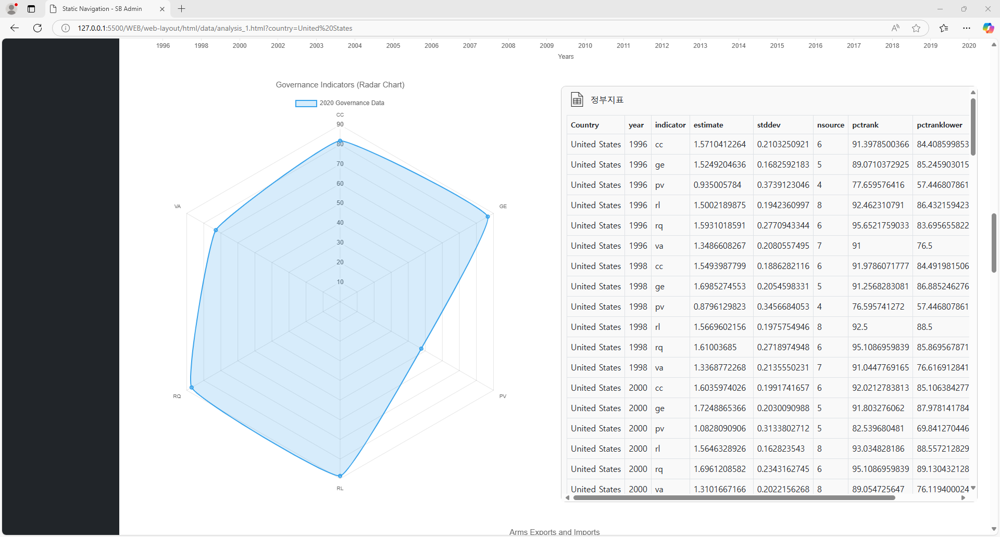 Static Navigation - SB Admin
127.0.0.1:5500/WEB/web-layout/html/data/analysis_1.html?country=United%20States
1996 1998 2000 2002 2003 2004 2005 2006 2007 2008 2009 2010 2011 2012 2013 2014 2015 2016 2017 2018 2019 2020
Years
Governance Indicators (Radar Chart)
2020 Governance Data
CC
90
80
70
60
50
40
30
20
10
VA
GE
RQ
PV
RL
정부지표
Country year indicator estimate stddev nsource pctrank pctranklower
United States 1996 cc 1.5710412264 0.2103250921 6 91.3978500366 84.408599853
United States 1996 ge 1.5249204636 0.1682592183 5 89.0710372925 85.245903015
United States 1996 pv 0.935005784 0.3739123046 4 77.659576416 57.446807861
United States 1996 rl 1.5002189875 0.1942360997 8 92.462310791 86.432159423
United States 1996 rq 1.5931018591 0.2770943344 6 95.6521759033 83.695655822
United States 1996 va 1.3486608267 0.2080557495 7 91 76.5
United States 1998 cc 1.5493987799 0.1886282116 6 91.9786071777 84.491981506
United States 1998 ge 1.6985274553 0.2054598331 5 91.2568283081 86.885246276
United States 1998 pv 0.8796129823 0.3456684053 4 76.595741272 57.446807861
United States 1998 rl 1.5669602156 0.1975754946 8 92.5 88.5
United States 1998 rq 1.61003685 0.2718974948 6 95.1086959839 85.869567871
United States 1998 va 1.3368772268 0.2135550231 7 91.0447769165 76.616912841
United States 2000 cc 1.6035974026 0.1991741657 6 92.0212783813 85.106384277
United States 2000 ge 1.7248865366 0.2030090988 5 91.803276062 87.978141784
United States 2000 pv 1.0828090906 0.3133802712 5 82.539680481 69.841270446
United States 2000 rl 1.5646328926 0.162823543 8 93.034828186 88.557212829
United States 2000 rq 1.6961208582 0.2343162745 6 95.1086959839 89.130432128
United States 2000 va 1.3101667166 0.2022156268 8 89.054725647 76.119400024
Arms Exports and Imports